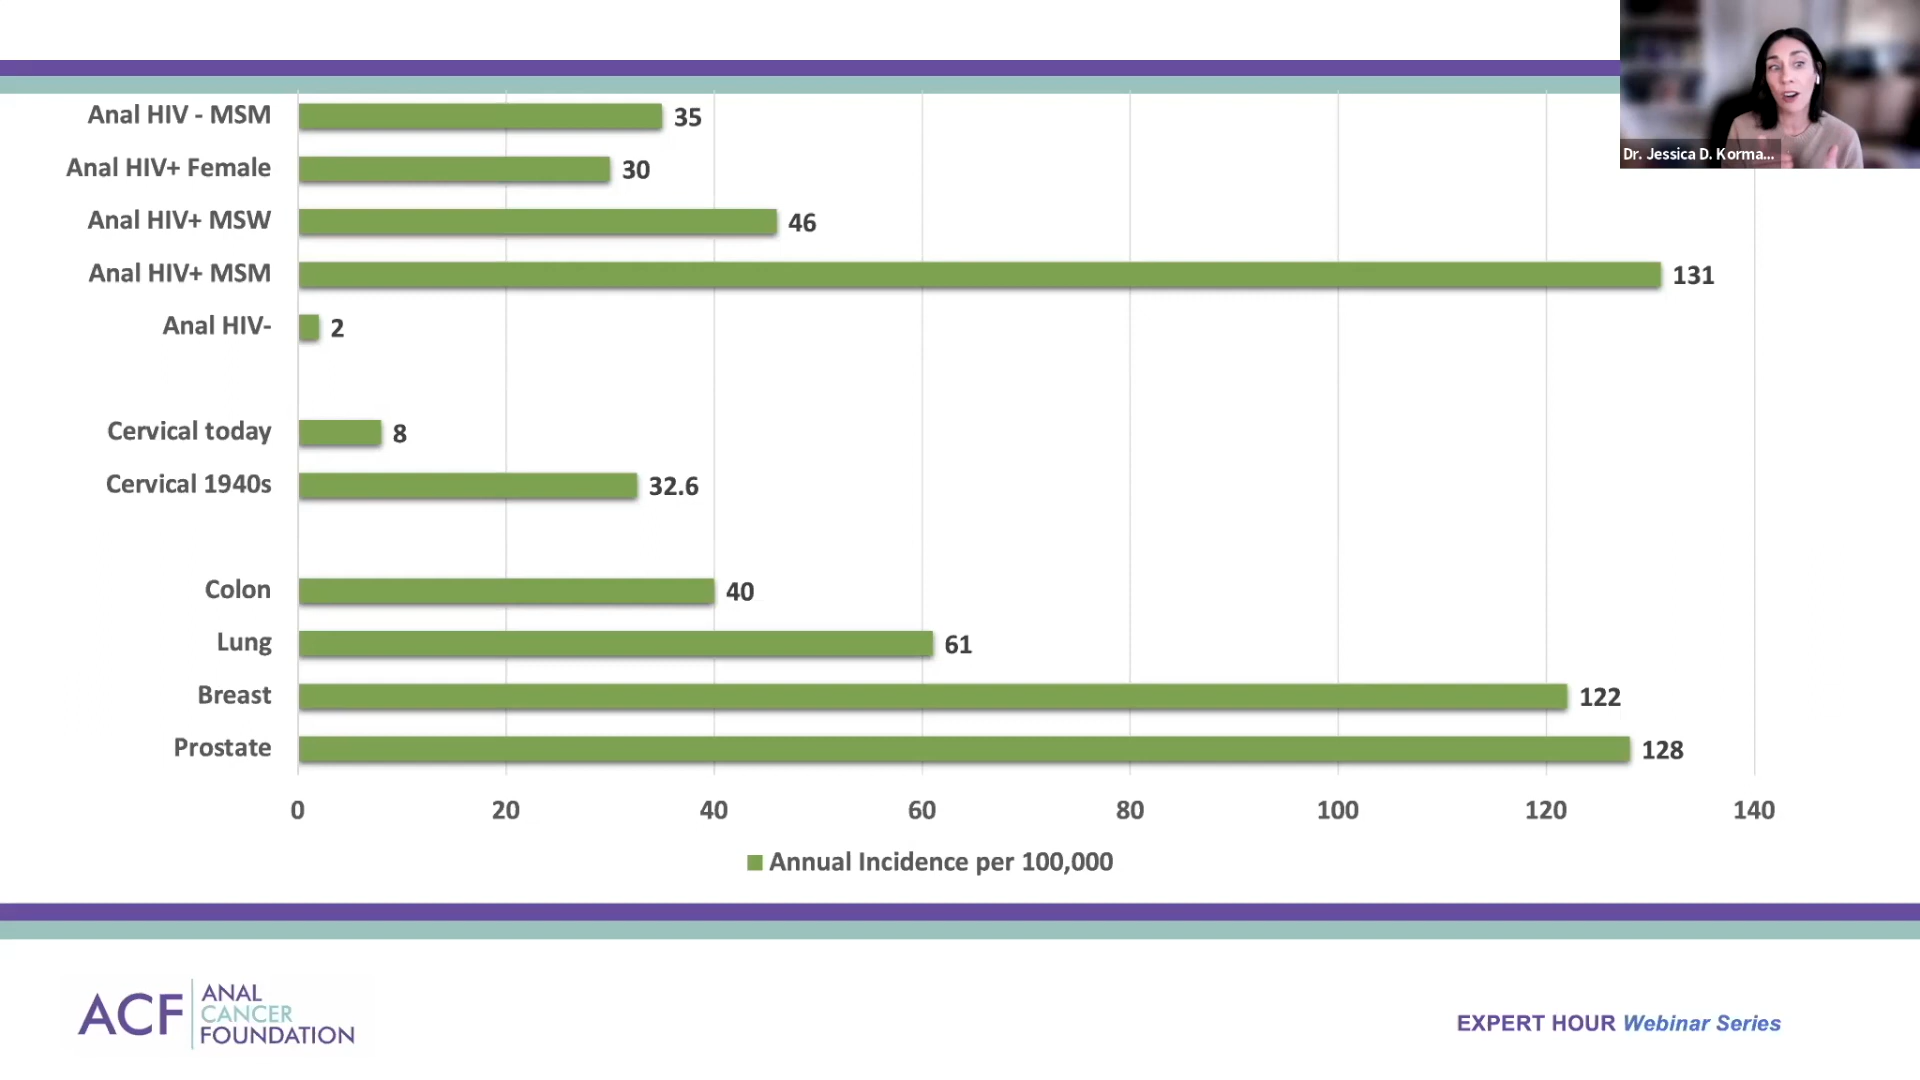 Anal HIV - MSM 35
Anal HIV+ Female 30
Anal HIV+ MSW 46
Anal HIV+ MSM 131
Anal HIV- 2
Cervical today 8
Cervical 1940s 32.6
Colon 40
Lung 61
Breast 122
Prostate 128
0 20 40 60 80 100 120 140
Annual Incidence per 100,000
Dr. Jessica D. Korma...
ACF
ANAL
CANCER
FOUNDATION
EXPERT HOUR Webinar Series